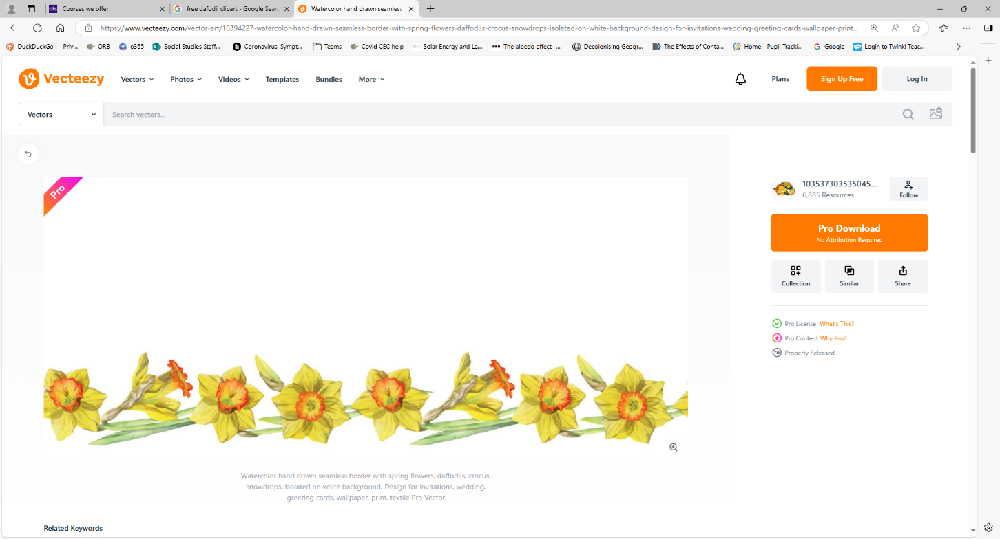 Courses we offer
free dafodil clipart - Google Searc
Watercolor hand drawn seamless
https://www.vecteezy.com/vector-art/16394227-watercolor-hand-drawn-seamless-border-with-spring-flowers-daffodils-crocus-snowdrops-isolated-on-white-background-design-for-invitations-wedding-greeting-cards-wallpaper-print...
DuckDuckGo — Priv...
ORB
o365
Social Studies Staff...
Coronavirus: Sympt...
Teams
Covid CEC help
Solar Energy and La...
The albedo effect -...
Decolonising Geogr...
The Effects of Conta...
Home - Pupil Tracki...
Google
Login to Twinkl Teac...
Vecteezy
Vectors
Photos
Videos
Templates
Bundles
More
Plans
Sign Up Free
Log In
Vectors
Search vectors...
Pro
103537303535045...
6,885 Resources
Follow
Pro Download
No Attribution Required
Collection
Similar
Share
Pro License What's This?
Pro Content Why Pro?
Property Released
Watercolor hand drawn seamless border with spring flowers, daffodils, crocus,
snowdrops. Isolated on white background. Design for invitations, wedding,
greeting cards, wallpaper, print, textile Pro Vector
Related Keywords